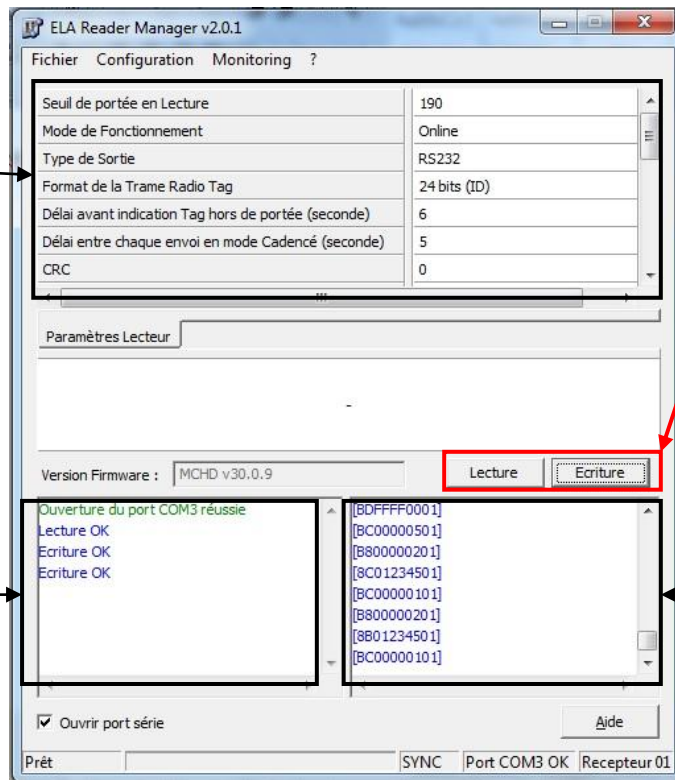 ELA Reader Manager v2.0.1
Fichier Configuration Monitoring ?
Seuil de portée en Lecture 190
Mode de Fonctionnement Online
Type de Sortie RS232
Format de la Trame Radio Tag 24 bits (ID)
Délai avant indication Tag hors de portée (seconde) 6
Délai entre chaque envoi en mode Cadencé (seconde) 5
CRC 0
Paramètres Lecteur
-
Version Firmware : MCHD v30.0.9 Lecture Ecriture
Ouverture du port COM3 réussie
Lecture OK
Ecriture OK
Ecriture OK
[BDFFFF0001]
[BC00000501]
[B800000201]
[8C01234501]
[BC00000101]
[B800000201]
[8B01234501]
[BC00000101]
Ouvrir port série Aide
Prêt SYNC Port COM3 OK Recepteur 01